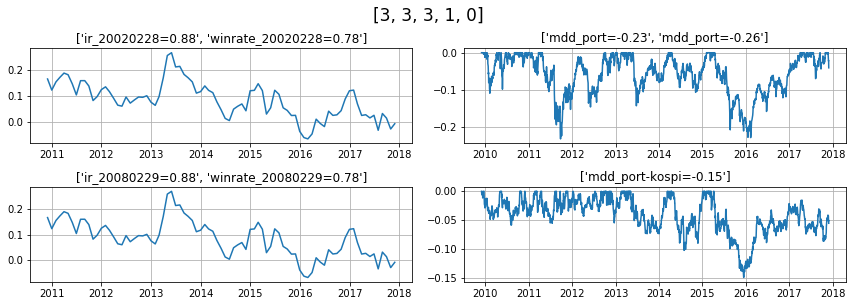 [3, 3, 3, 1, 0]
['ir_20020228=0.88', 'winrate_20020228=0.78']
0.2
0.1
0.0
2011 2012 2013 2014 2015 2016 2017 2018
['mdd_port=-0.23', 'mdd_port=-0.26']
0.0
−0.1
−0.2
2010 2011 2012 2013 2014 2015 2016 2017 2018
['ir_20080229=0.88', 'winrate_20080229=0.78']
0.2
0.1
0.0
2011 2012 2013 2014 2015 2016 2017 2018
['mdd_port-kospi=-0.15']
0.00
−0.05
−0.10
−0.15
2010 2011 2012 2013 2014 2015 2016 2017 2018